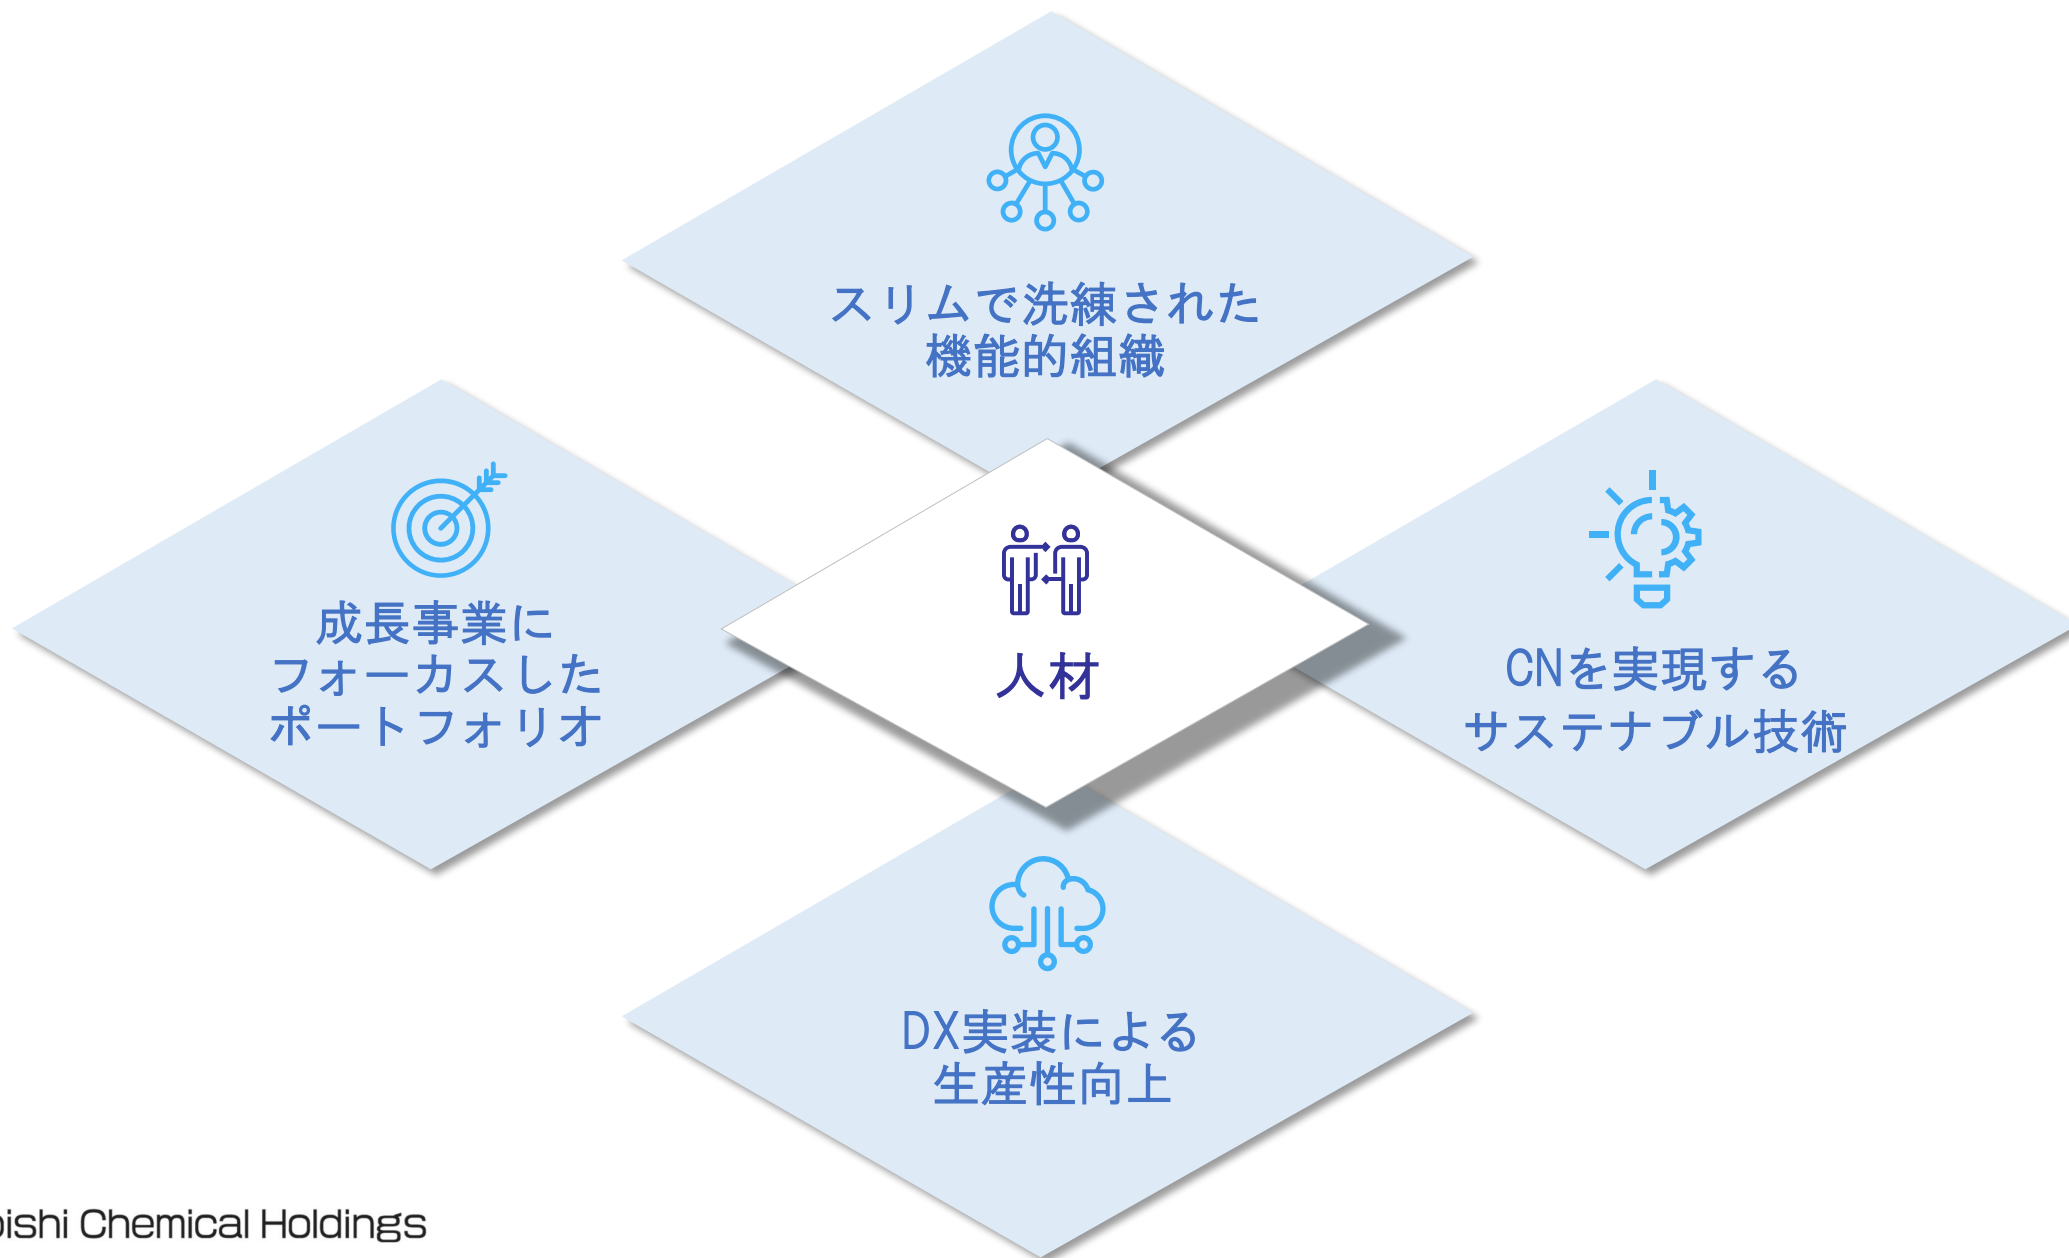 スリムで洗練された
機能的組織
成長事業に
フォーカスした
ポートフォリオ
人材
CNを実現する
サステナブル技術
DX実装による
生産性向上
Chemical Holdings